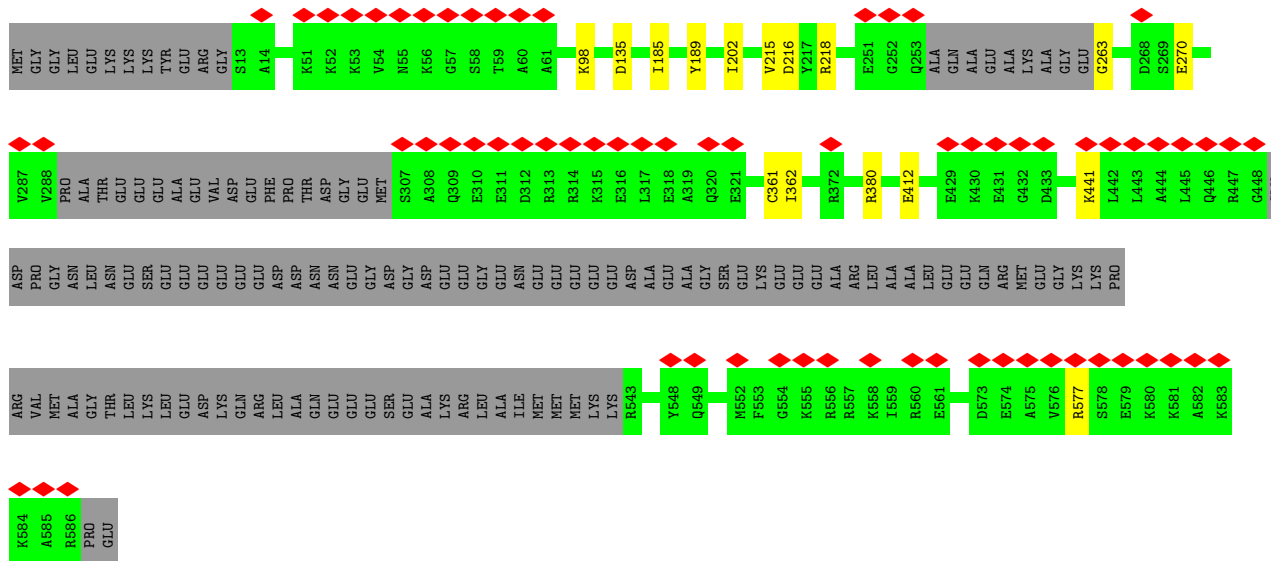 MET GLY GLY LEU GLU LYS LYS LYS TYR GLU ARG GLY S13 A14 K51 K52 K53 V54 N55 K56 G57 S58 T59 A60 A61 K98 D135 I185 Y189 I202 V215 D216 Y217 R218 E251 G252 Q253 ALA GLN ALA GLU ALA LYS ALA GLY GLU G263 D268 S269 E270
V287 V288 PRO ALA THR GLU GLU GLU ALA GLU VAL ASP GLU PHE PRO THR ASP GLY GLU MET S307 A308 Q309 E310 E311 D312 R313 R314 K315 E316 L317 E318 A319 Q320 E321 C361 I362 R372 R380 E412 E429 K430 E431 G432 D433 K441 L442 L443 A444 L445 Q446 R447 G448
ASP PRO GLY ASN LEU ASN GLU SER GLU GLU GLU GLU GLU GLU ASP ASP ASN ASN GLU GLY ASP GLY ASP GLU GLU GLY GLU ASN GLU GLU GLU GLU GLU ASP ALA GLU ALA GLY SER GLU LYS GLU GLU GLU ALA ARG LEU ALA ALA LEU GLU GLU GLN ARG MET GLU GLY LYS LYS PRO
ARG VAL MET ALA GLY THR LEU LYS LEU GLU ASP LYS GLN ARG LEU ALA GLN GLU GLU GLU SER GLU ALA LYS ARG LEU ALA ILE MET MET MET LYS LYS R543 Y548 Q549 M552 F553 G554 K555 R556 R557 K558 I559 R560 E561 D573 E574 A575 V576 R577 S578 E579 K580 K581 A582 K583
K584 A585 R586 PRO GLU